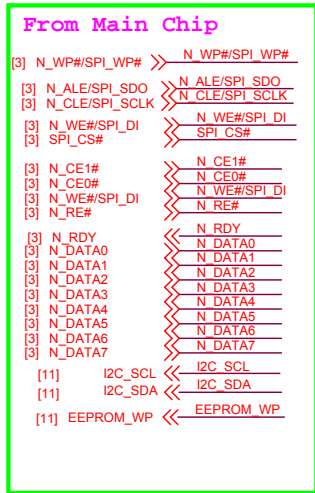 From Main Chip
[3] N_WP#/SPI_WP# N_WP#/SPI_WP#
[3] N_ALE/SPI_SDO N_ALE/SPI_SDO
[3] N_CLE/SPI_SCLK N_CLE/SPI_SCLK
[3] N_WE#/SPI_DI N_WE#/SPI_DI
[3] SPI_CS# SPI_CS#
[3] N_CE1# N_CE1#
[3] N_CE0# N_CE0#
[3] N_WE#/SPI_DI N_WE#/SPI_DI
[3] N_RE# N_RE#
[3] N_RDY N_RDY
[3] N_DATA0 N_DATA0
[3] N_DATA1 N_DATA1
[3] N_DATA2 N_DATA2
[3] N_DATA3 N_DATA3
[3] N_DATA4 N_DATA4
[3] N_DATA5 N_DATA5
[3] N_DATA6 N_DATA6
[3] N_DATA7 N_DATA7
[11] I2C_SCL I2C_SCL
[11] I2C_SDA I2C_SDA
[11] EEPROM_WP EEPROM_WP